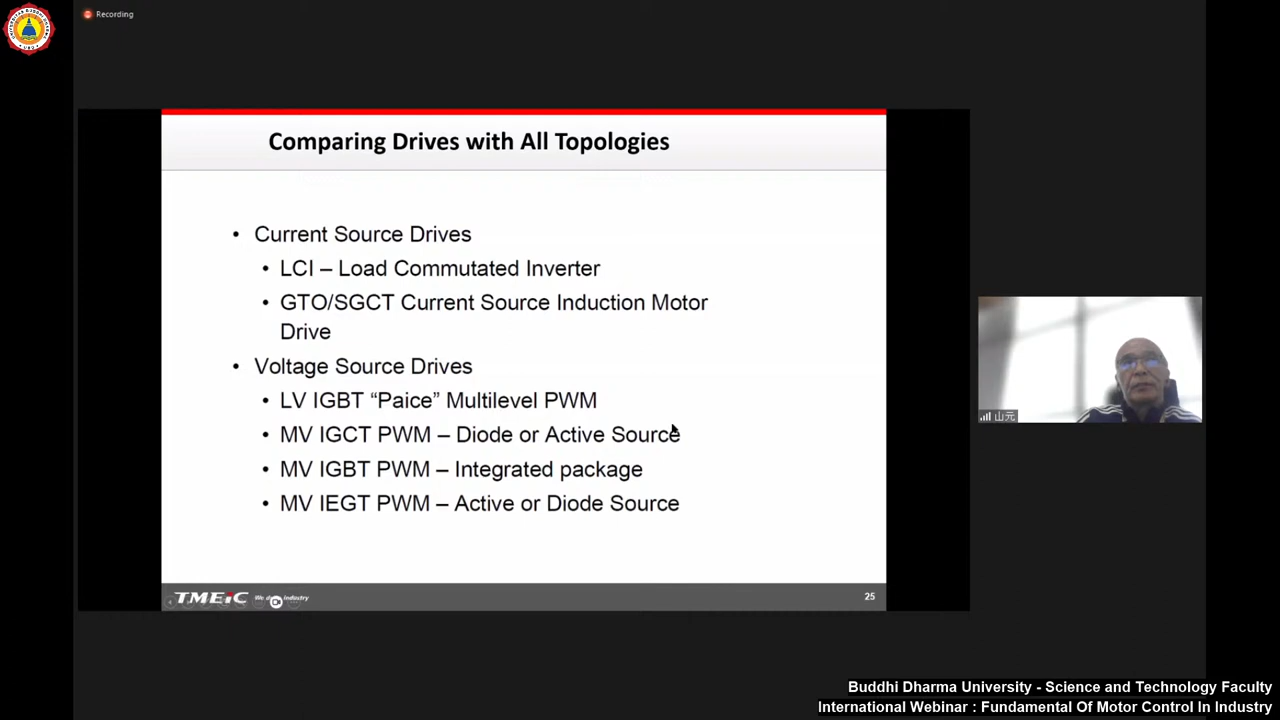 Recording
Comparing Drives with All Topologies
• Current Source Drives
• LCI – Load Commutated Inverter
• GTO/SGCT Current Source Induction Motor
Drive
• Voltage Source Drives
• LV IGBT “Paice” Multilevel PWM
• MV IGCT PWM – Diode or Active Source
• MV IGBT PWM – Integrated package
• MV IEGT PWM – Active or Diode Source
山元
TMEiC
We industry
25
Buddhi Dharma University - Science and Technology Faculty
International Webinar : Fundamental Of Motor Control In Industry